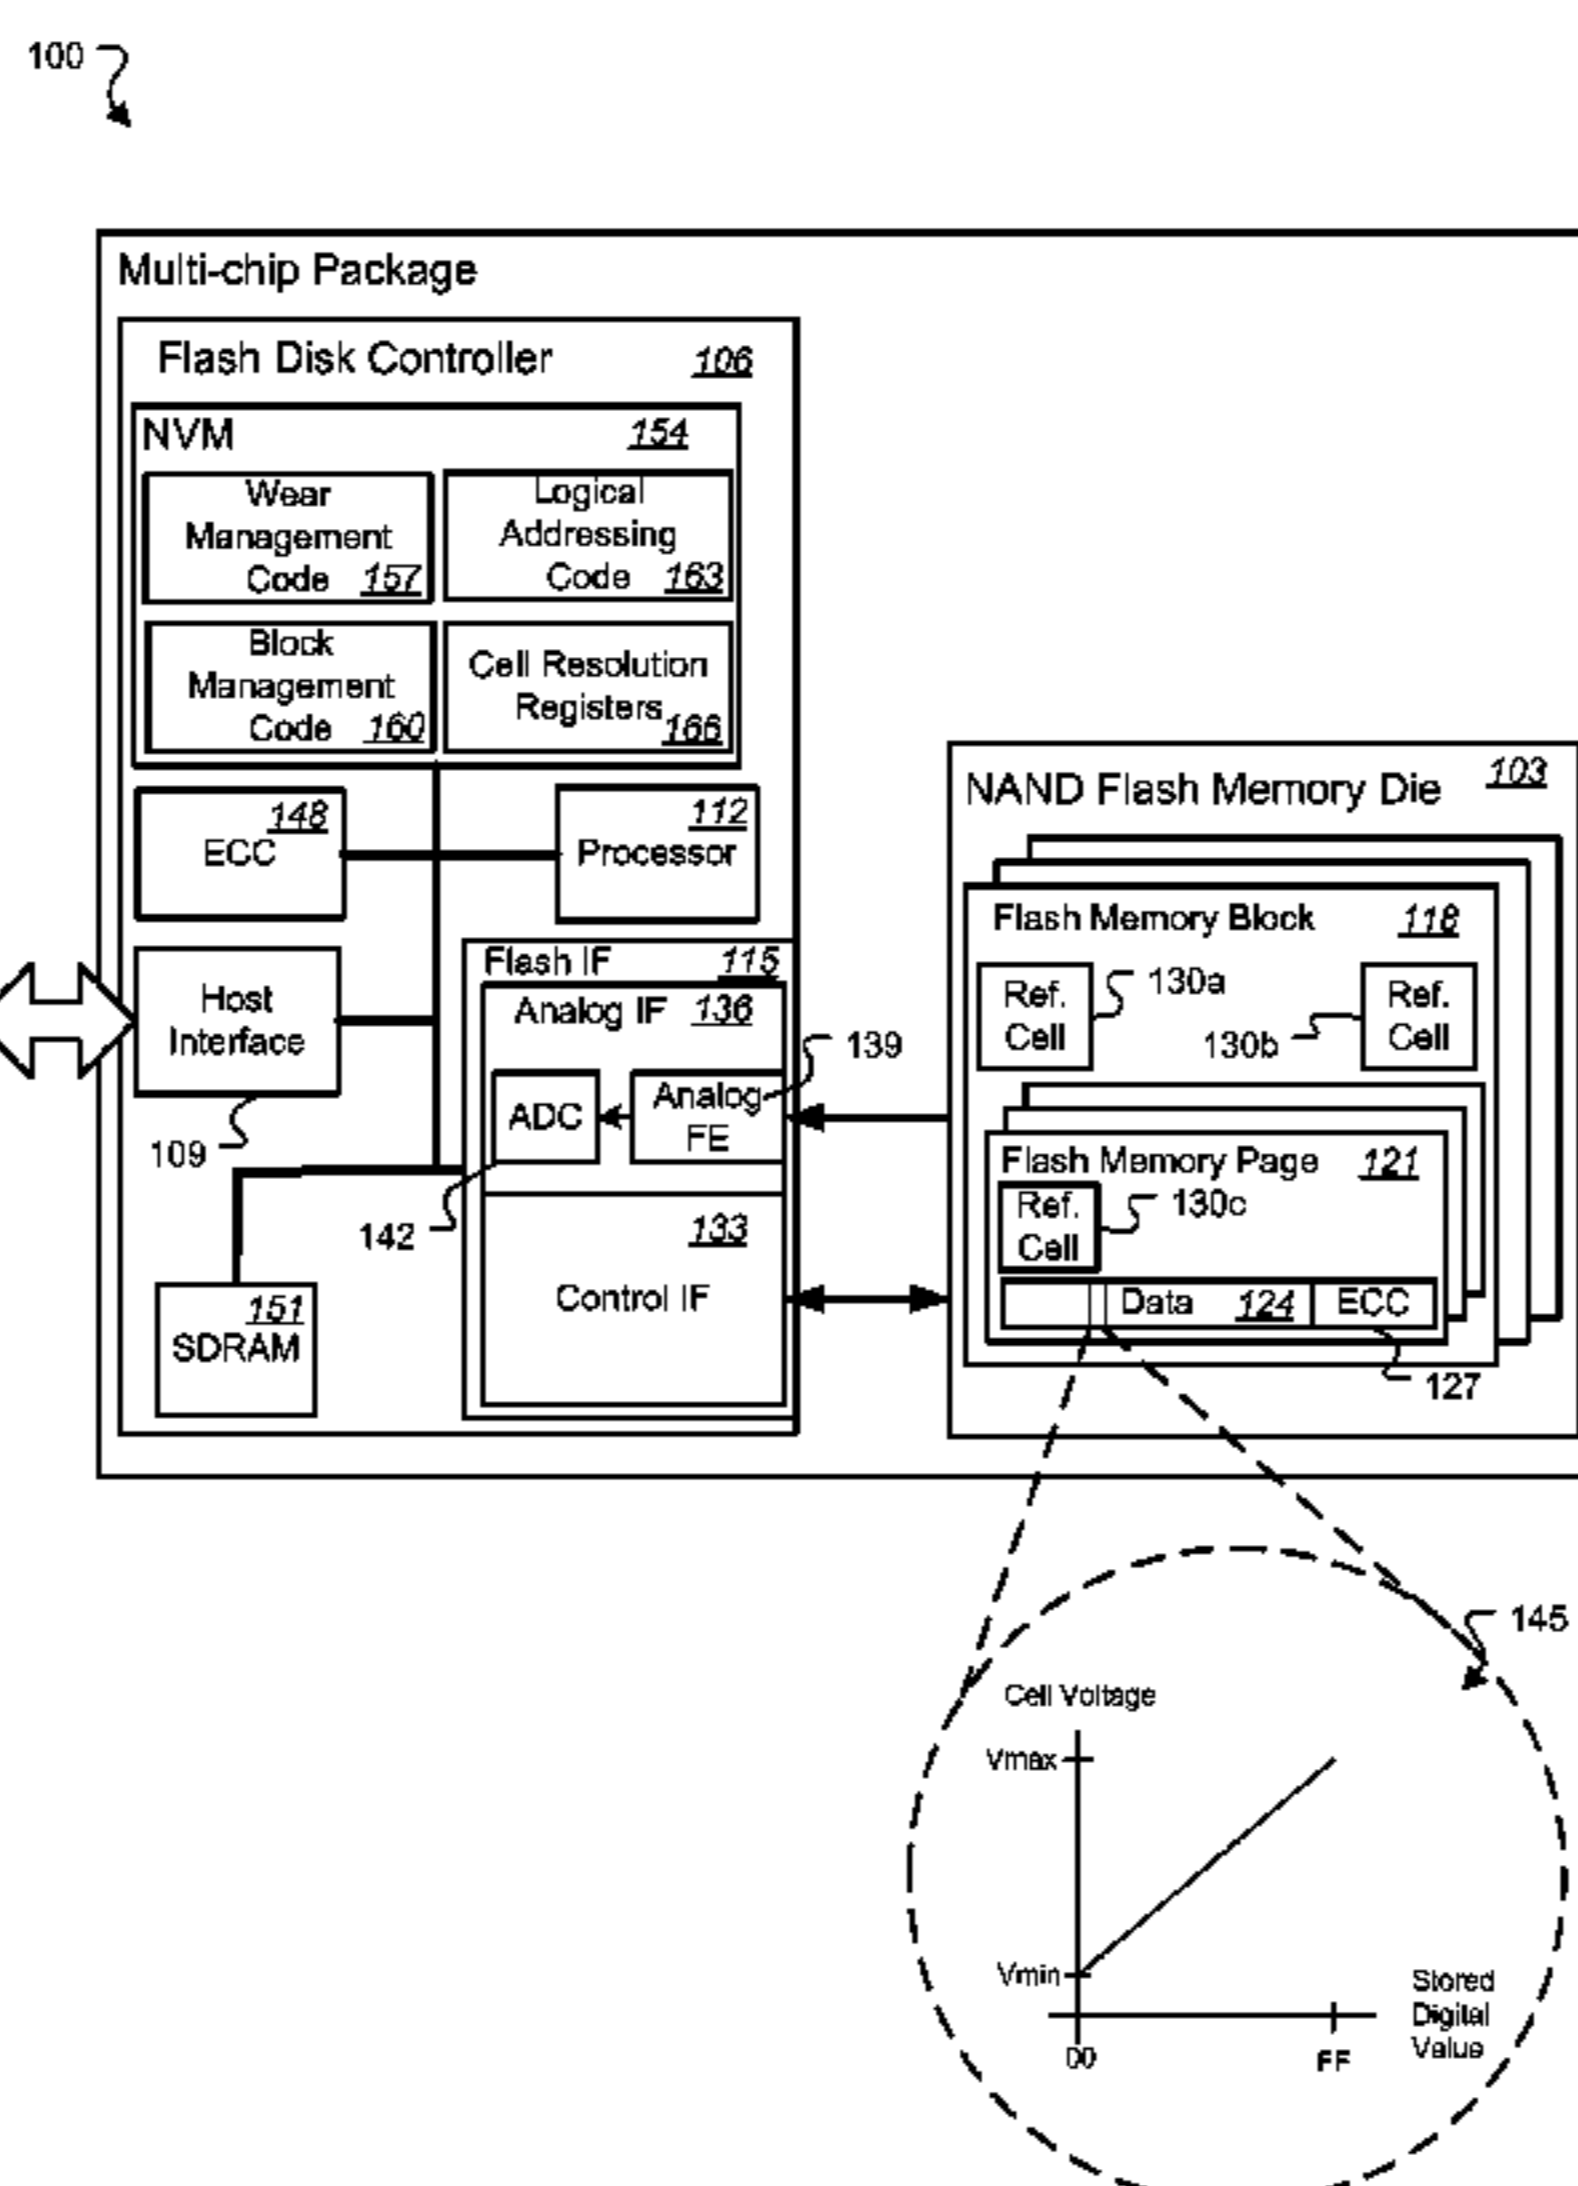 100
Multi-chip Package
Flash Disk Controller 106
NVM 154
Wear
Management
Code 157
Logical
Addressing
Code 163
Block
Management
Code 160
Cell Resolution
Registers 166
148
ECC
112
Processor
Host
Interface
109
Flash IF 115
Analog IF 136
139
ADC
Analog
FE
142
133
Control IF
151
SDRAM
NAND Flash Memory Die 103
Flash Memory Block 118
Ref.
Cell
130a
130b
Ref.
Cell
Flash Memory Page 121
Ref.
Cell
130c
Data 124
ECC
127
145
Cell Voltage
Vmax
Vmin
00
FF
Stored
Digital
Value